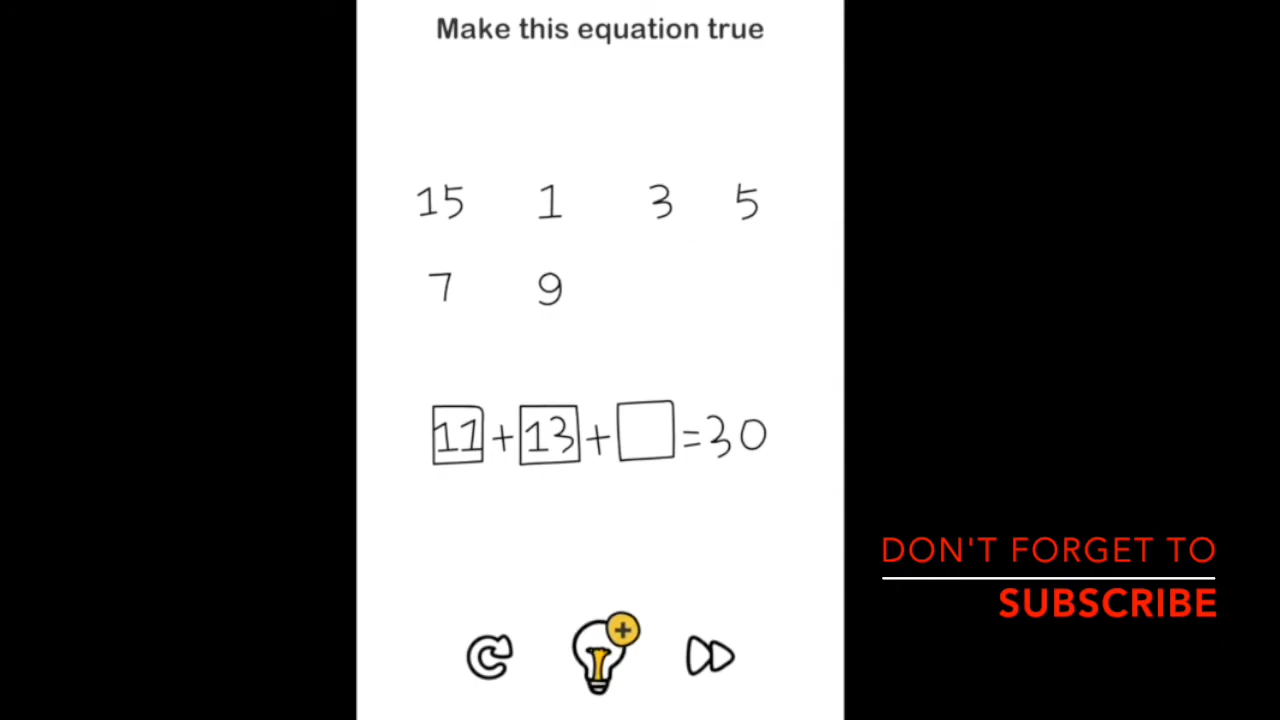 Make this equation true
15 1 3 5
7 9
11+13+ =30
DON'T FORGET TO
SUBSCRIBE